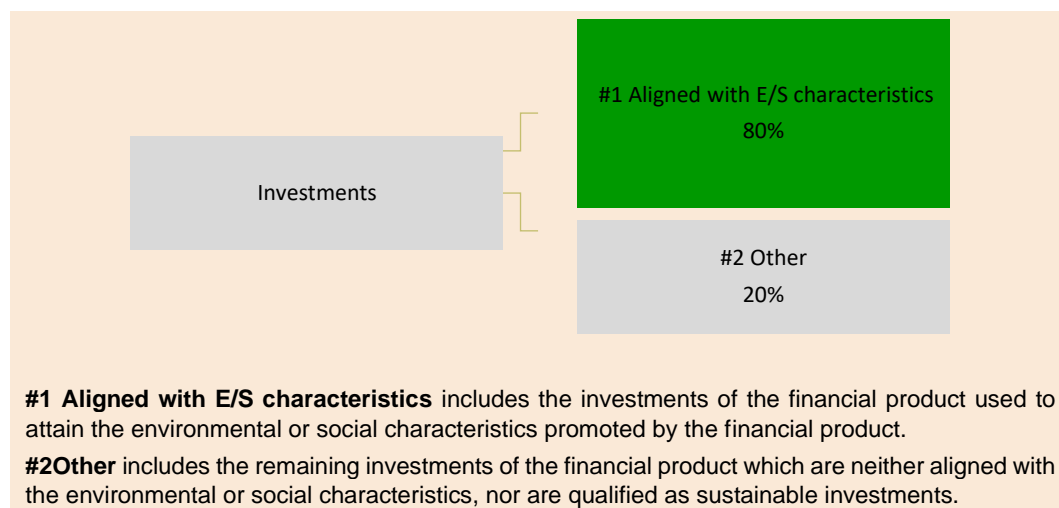 #1 Aligned with E/S characteristics
80%
Investments
#2 Other
20%
#1 Aligned with E/S characteristics includes the investments of the financial product used to
attain the environmental or social characteristics promoted by the financial product.
#2Other includes the remaining investments of the financial product which are neither aligned with
the environmental or social characteristics, nor are qualified as sustainable investments.